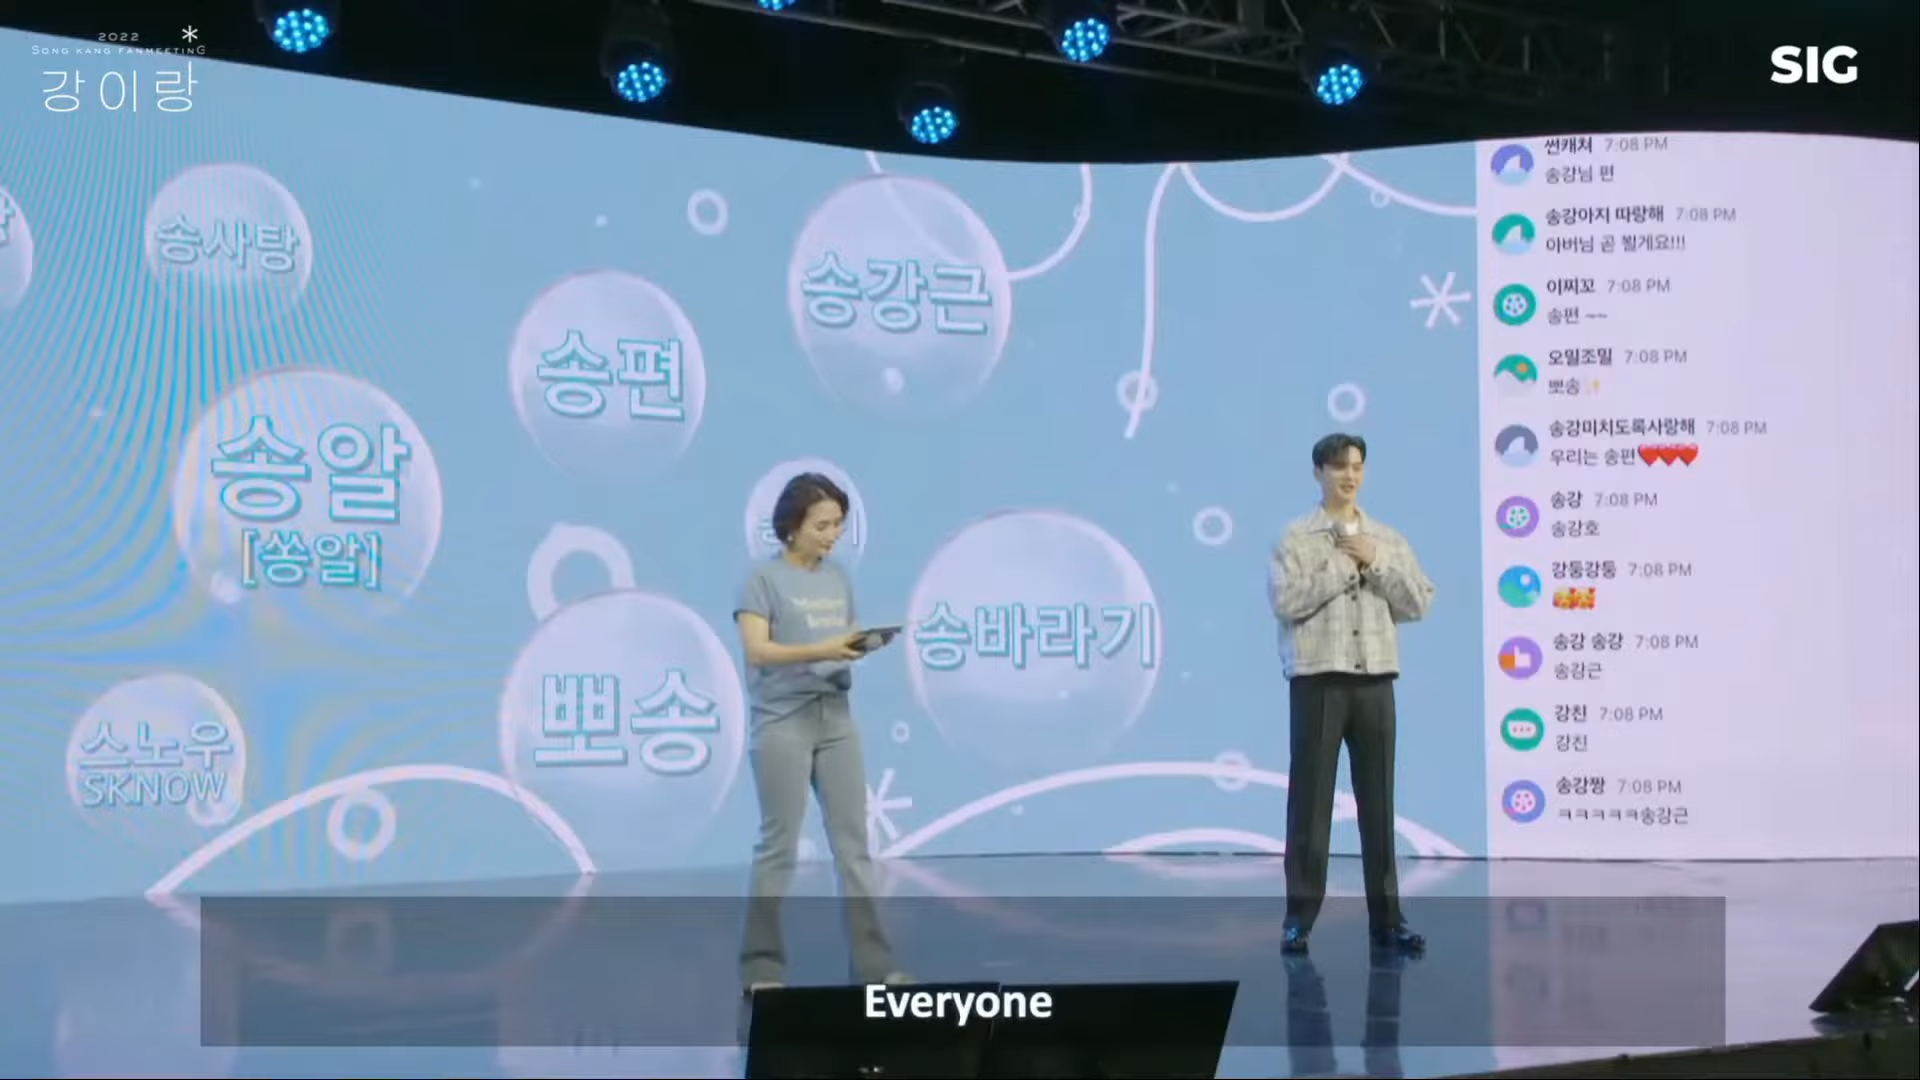 2022
SONG KANG FANMEETING
강이랑
SIG
송사탕
송강근
송편
송알
[쏭알]
송바라기
뽀송
스노우
SKNOW
썬캐쳐 7:08 PM
송강님 편
송강아지 따랑해 7:08 PM
아버님 곧 뵐게요!!!
이찌꼬 7:08 PM
송편 ~~
오밀조밀 7:08 PM
뽀송✨
송강미치도록사랑해 7:08 PM
우리는 송편❤️❤️❤️
송강 7:08 PM
송강호
강둥강둥 7:08 PM
🥰🥰
송강 송강 7:08 PM
송강근
강친 7:08 PM
강친
송강짱 7:08 PM
ㅋㅋㅋㅋㅋ송강근
Everyone